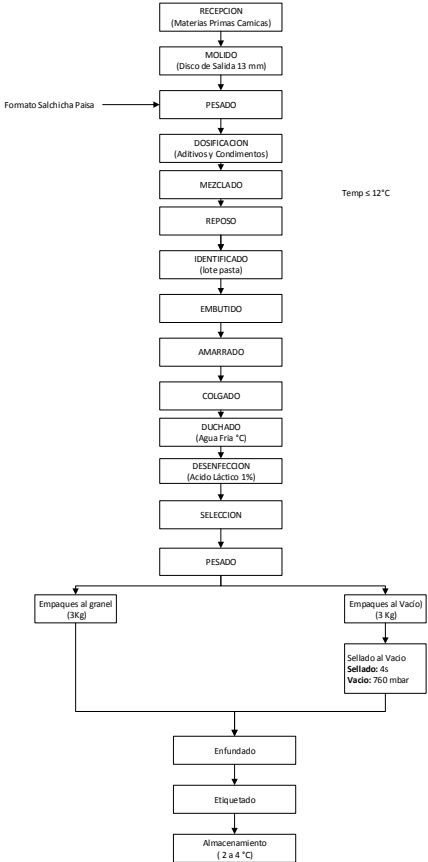 RECEPCION
(Materias Primas Carnicas)
MOLIDO
(Disco de Salida 13 mm)
Formato Salchicha Paisa
PESADO
DOSIFICACION
(Aditivos y Condimentos)
MEZCLADO
Temp ≤ 12°C
REPOSO
IDENTIFICADO
(lote pasta)
EMBUTIDO
AMARRADO
COLGADO
DUCHADO
(Agua Fria °C)
DESENFECCION
(Acido Láctico 1%)
SELECCION
PESADO
Empaques al granel
(3Kg)
Empaques al Vacío)
(3 Kg)
Sellado al Vacio
Sellado: 4s
Vacio: 760 mbar
Enfundado
Etiquetado
Almacenamiento
( 2 a 4 °C)